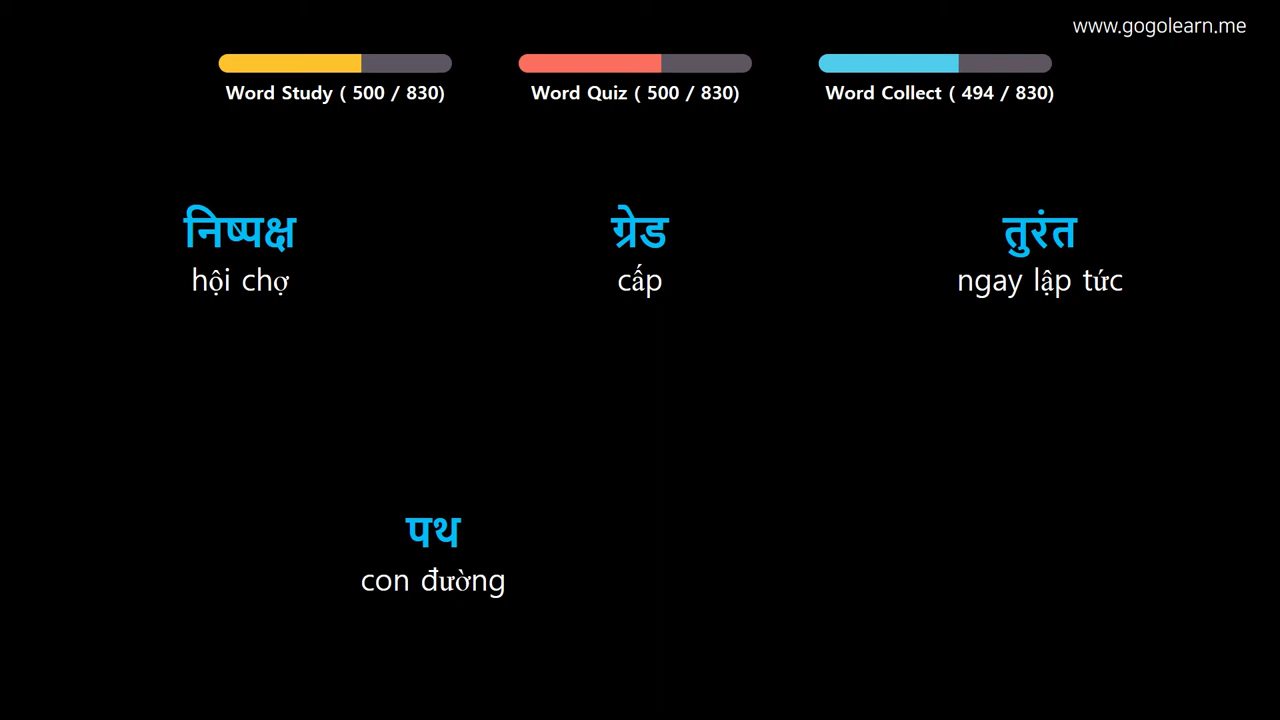 www.gogolearn.me
Word Study ( 500 / 830)
Word Quiz ( 500 / 830)
Word Collect ( 494 / 830)
निष्पक्ष
hội chợ
ग्रेड
cấp
तुरंत
ngay lập tức
पथ
con đường